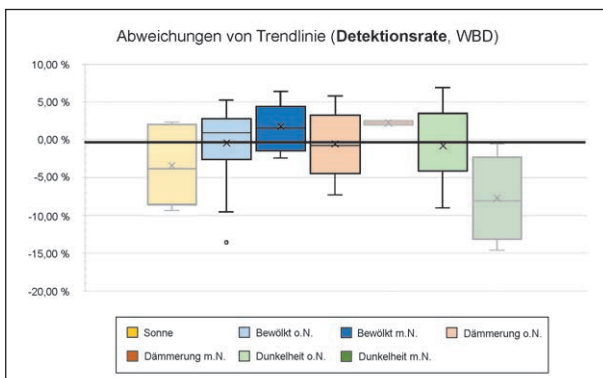 Abweichungen von Trendlinie (Detektionsrate, WBD)
10,00 %
5,00 %
0,00 %
-5,00 %
-10,00 %
-15,00 %
-20,00 %
Sonne
Bewölkt o.N.
Bewölkt m.N.
Dämmerung o.N.
Dämmerung m.N.
Dunkelheit o.N.
Dunkelheit m.N.